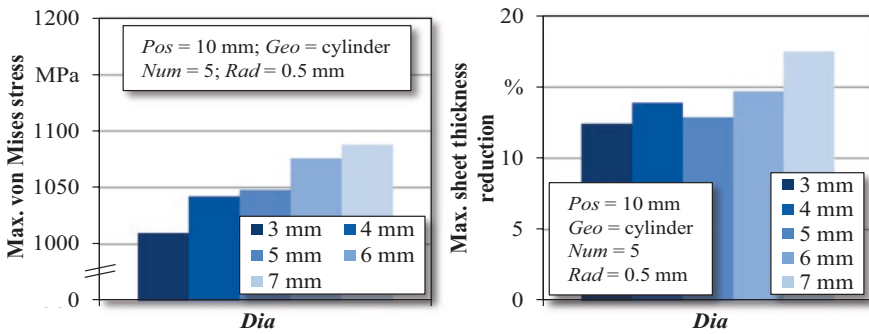 Max. von Mises stress
1200
MPa
1100
1050
1000
0
Pos = 10 mm; Geo = cylinder
Num = 5; Rad = 0.5 mm
3 mm 4 mm
5 mm 6 mm
7 mm
Dia
Max. sheet thickness
reduction
20
%
10
5
0
Pos = 10 mm
Geo = cylinder
Num = 5
Rad = 0.5 mm
3 mm
4 mm
5 mm
6 mm
7 mm
Dia